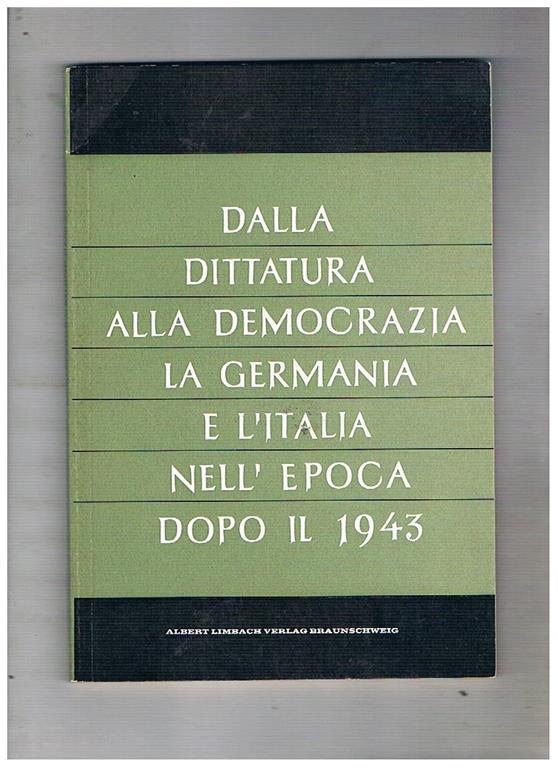 DALLA
DITTATURA
ALLA DEMOCRAZIA
LA GERMANIA
E L'ITALIA
NELL' EPOCA
DOPO IL 1943
ALBERT LIMBACH VERLAG BRAUNSCHWEIG